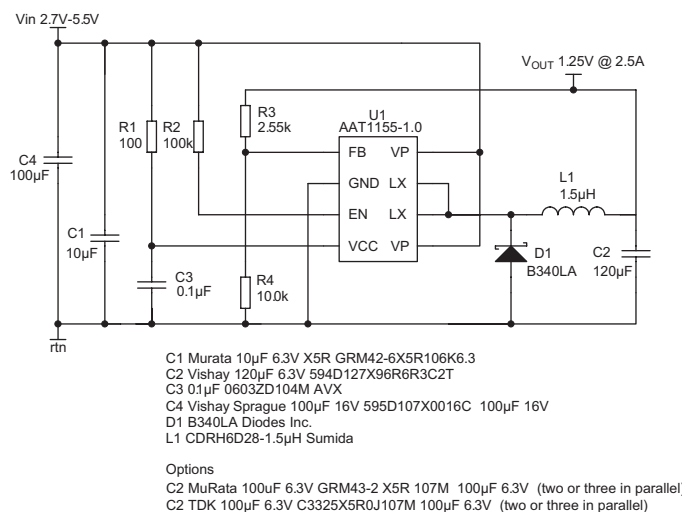 Vin 2.7V-5.5V
VOUT 1.25V @ 2.5A
R1
100
R2
100k
R3
2.55k
U1
AAT1155-1.0
FB VP
GND LX
EN LX
VCC VP
L1
1.5µH
C4
100µF
C1
10µF
C3
0.1µF
R4
10.0k
D1
B340LA
C2
120µF
rtn
C1 Murata 10µF 6.3V X5R GRM42-6X5R106K6.3
C2 Vishay 120µF 6.3V 594D127X96R6R3C2T
C3 0.1µF 0603ZD104M AVX
C4 Vishay Sprague 100µF 16V 595D107X0016C 100µF 16V
D1 B340LA Diodes Inc.
L1 CDRH6D28-1.5µH Sumida
Options
C2 MuRata 100uF 6.3V GRM43-2 X5R 107M 100µF 6.3V (two or three in parallel)
C2 TDK 100µF 6.3V C3325X5R0J107M 100µF 6.3V (two or three in parallel)